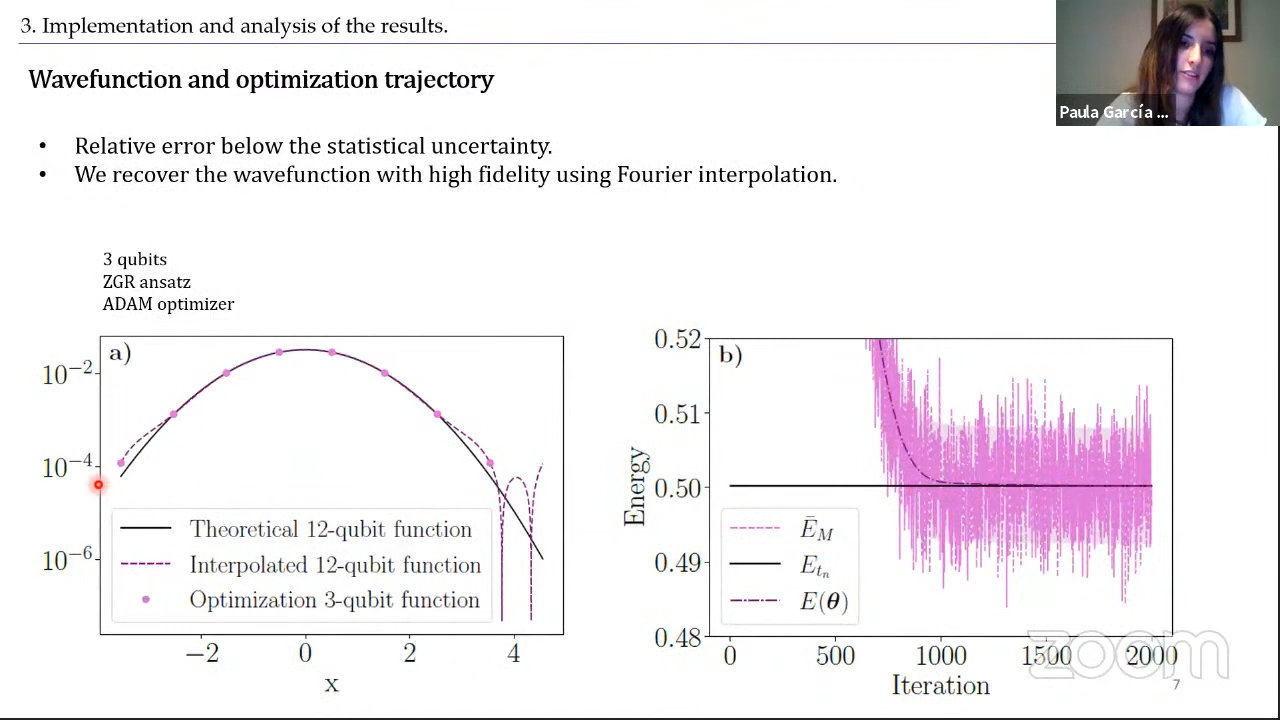 3. Implementation and analysis of the results.
Paula García ...
Wavefunction and optimization trajectory
• Relative error below the statistical uncertainty.
• We recover the wavefunction with high fidelity using Fourier interpolation.
3 qubits
ZGR ansatz
ADAM optimizer
a)
10⁻²
10⁻⁴
10⁻⁶
Theoretical 12-qubit function
Interpolated 12-qubit function
Optimization 3-qubit function
−2 0 2 4
x
b)
0.52
0.51
0.50
0.49
0.48
Energy
Ē_M
E_{t_n}
E(θ)
0 500 1000 1500 2000
Iteration
zoom
7